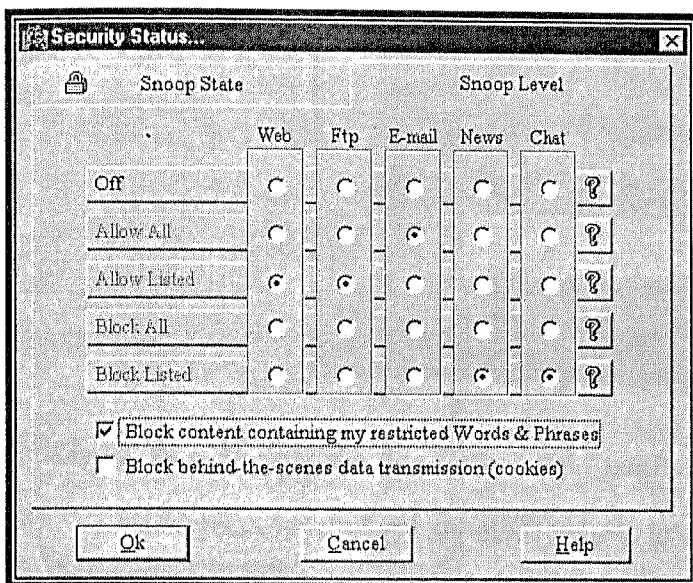 Security Status...
Snoop State Snoop Level
Web Ftp E-mail News Chat
Off ?
Allow All ?
Allow Listed ?
Block All ?
Block Listed ?
Block content containing my restricted Words & Phrases
Block behind-the-scenes data transmission (cookies)
Ok Cancel Help